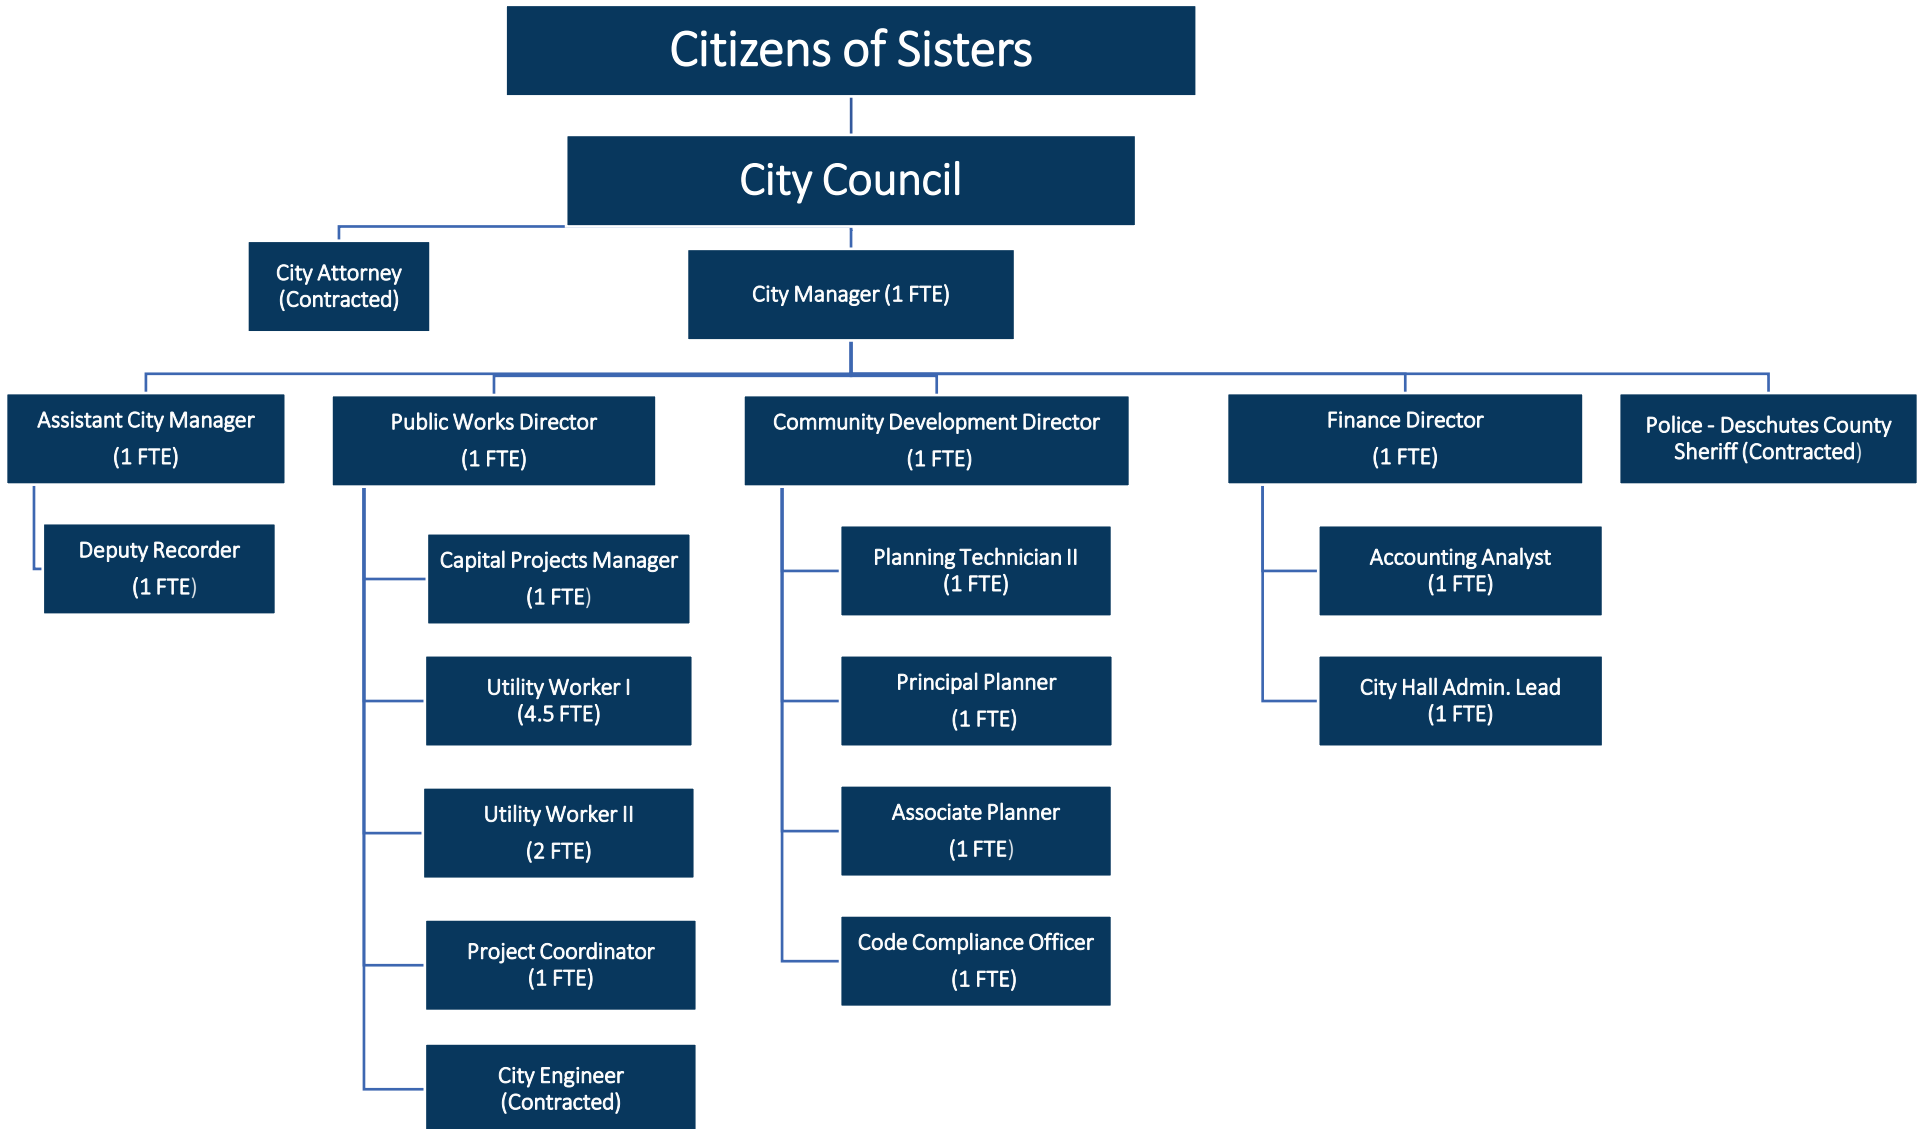 Citizens of Sisters
City Council
City Attorney
(Contracted)
City Manager (1 FTE)
Assistant City Manager
(1 FTE)
Public Works Director
(1 FTE)
Community Development Director
(1 FTE)
Finance Director
(1 FTE)
Police - Deschutes County
Sheriff (Contracted)
Deputy Recorder
(1 FTE)
Capital Projects Manager
(1 FTE)
Utility Worker I
(4.5 FTE)
Utility Worker II
(2 FTE)
Project Coordinator
(1 FTE)
City Engineer
(Contracted)
Planning Technician II
(1 FTE)
Principal Planner
(1 FTE)
Associate Planner
(1 FTE)
Code Compliance Officer
(1 FTE)
Accounting Analyst
(1 FTE)
City Hall Admin. Lead
(1 FTE)